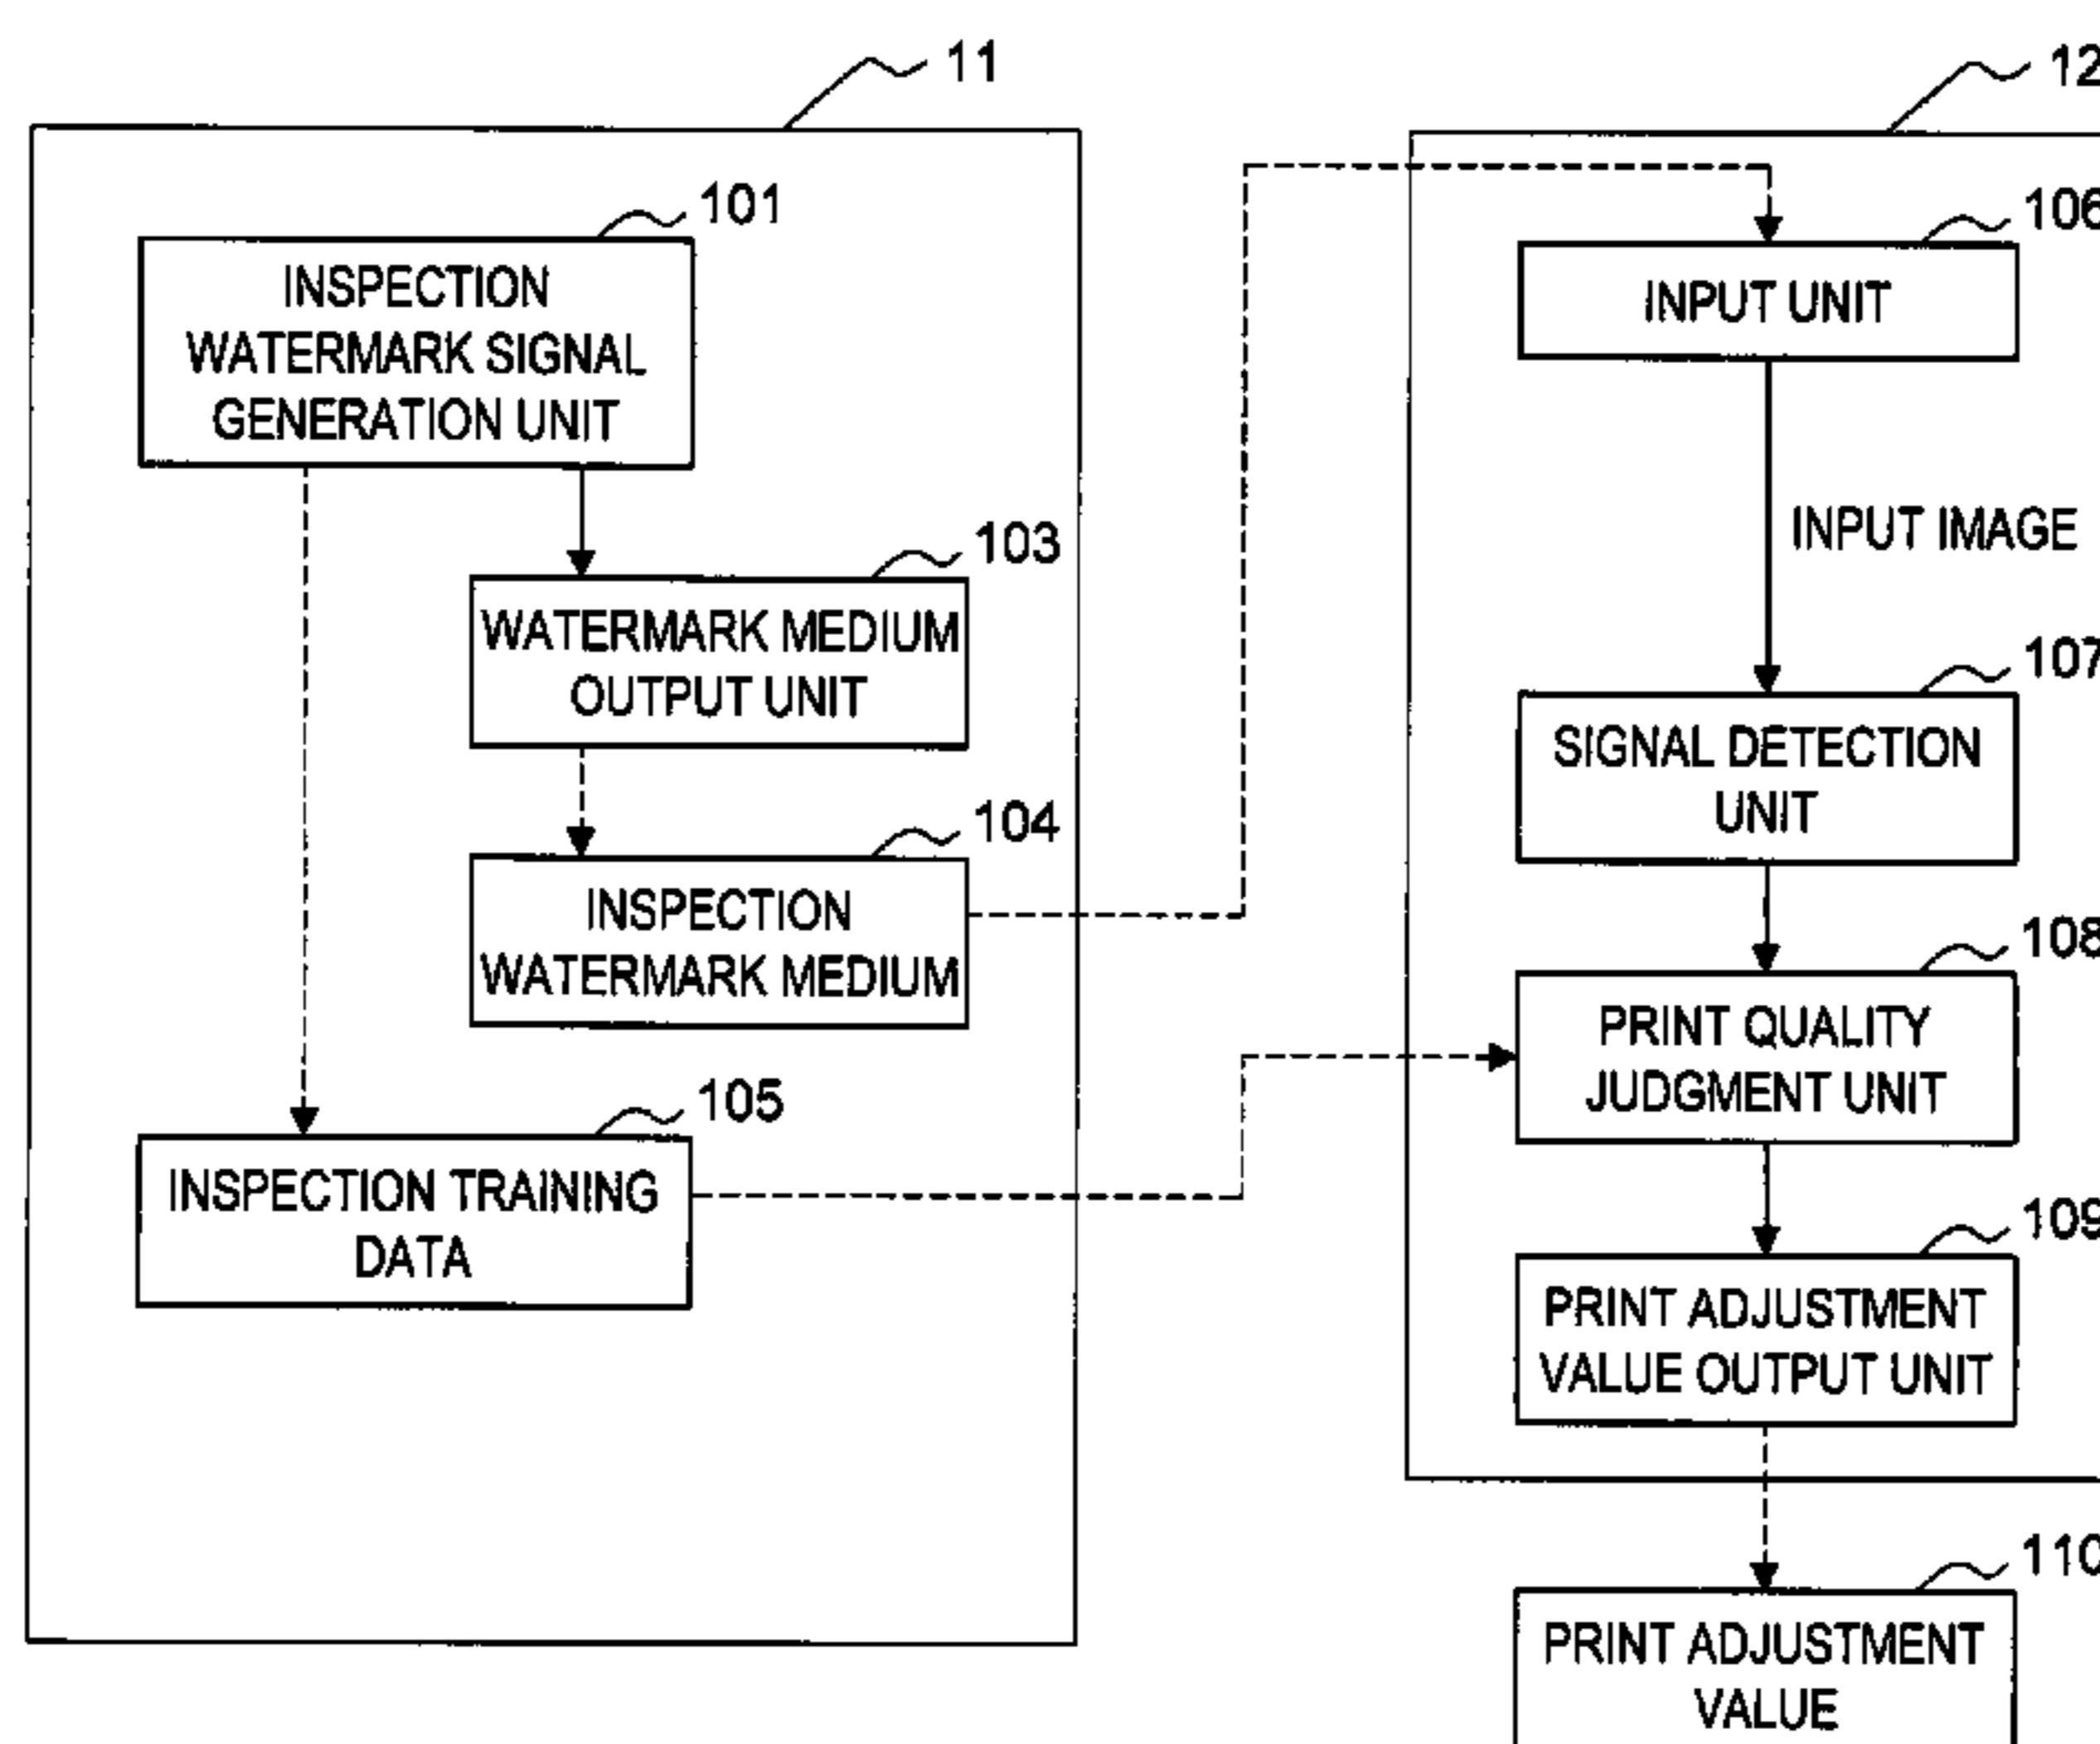 11
101
INSPECTION
WATERMARK SIGNAL
GENERATION UNIT
103
WATERMARK MEDIUM
OUTPUT UNIT
104
INSPECTION
WATERMARK MEDIUM
105
INSPECTION TRAINING
DATA
12
106
INPUT UNIT
INPUT IMAGE
107
SIGNAL DETECTION
UNIT
108
PRINT QUALITY
JUDGMENT UNIT
109
PRINT ADJUSTMENT
VALUE OUTPUT UNIT
110
PRINT ADJUSTMENT
VALUE